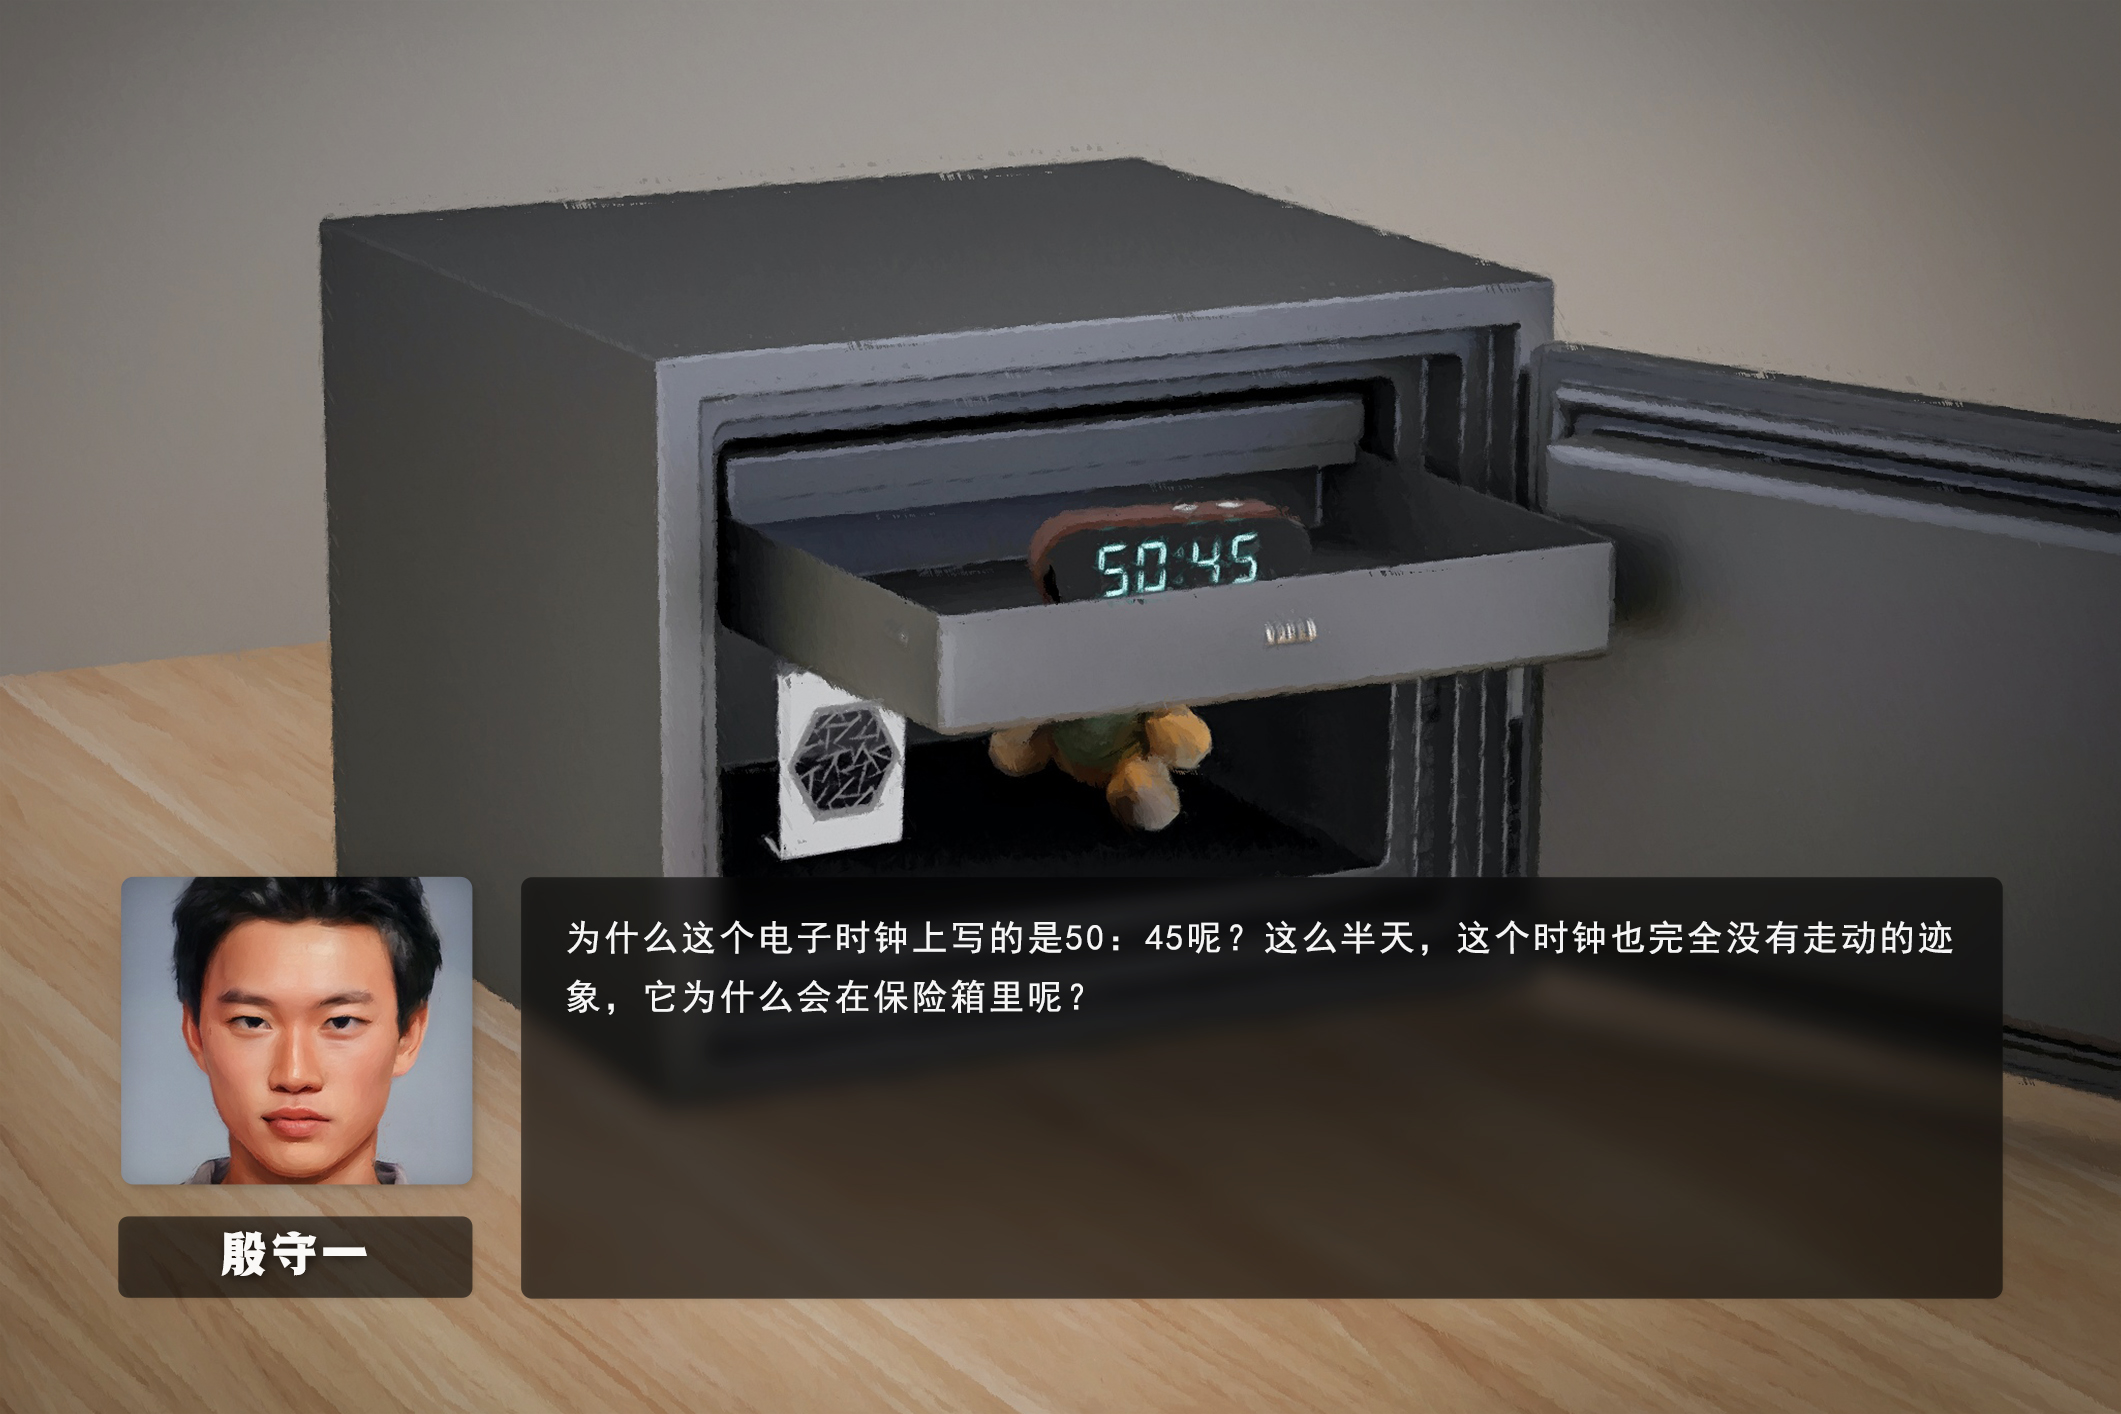 50:45
为什么这个电子时钟上写的是50：45呢？这么半天，这个时钟也完全没有走动的迹
象，它为什么会在保险箱里呢？
殷守一